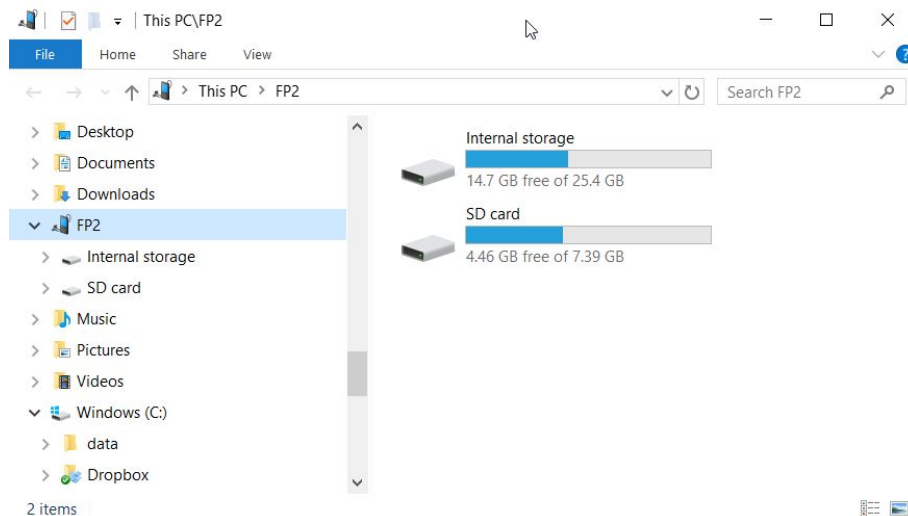 This PC\FP2
File Home Share View
?
This PC > FP2
Search FP2
Desktop
Documents
Downloads
FP2
Internal storage
SD card
Music
Pictures
Videos
Windows (C:)
data
Dropbox
Internal storage
14.7 GB free of 25.4 GB
SD card
4.46 GB free of 7.39 GB
2 items